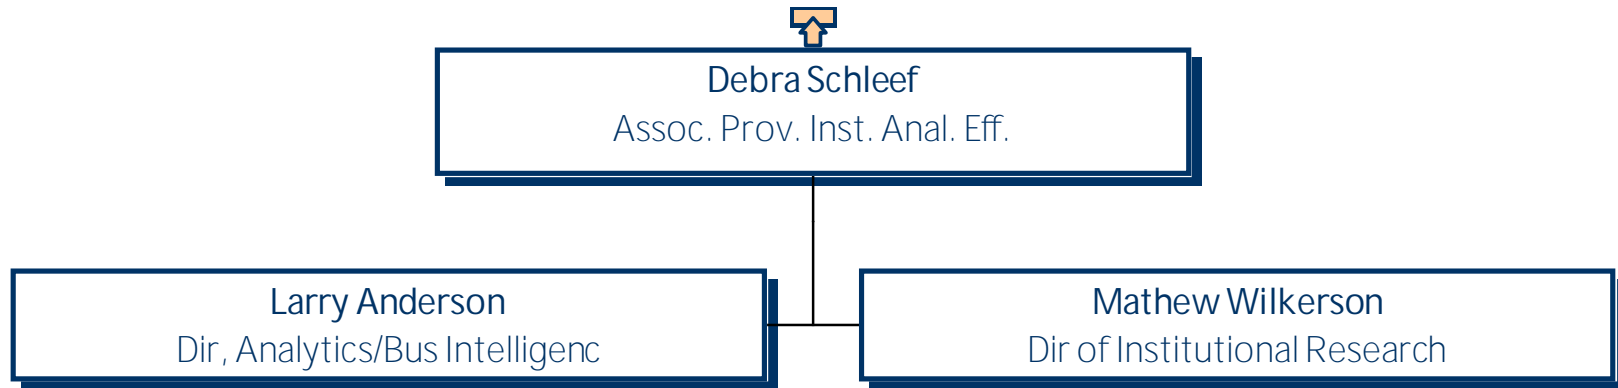 Debra Schleef
Assoc. Prov. Inst. Anal. Eff.
Larry Anderson
Dir, Analytics/Bus Intelligenc
Mathew Wilkerson
Dir of Institutional Research